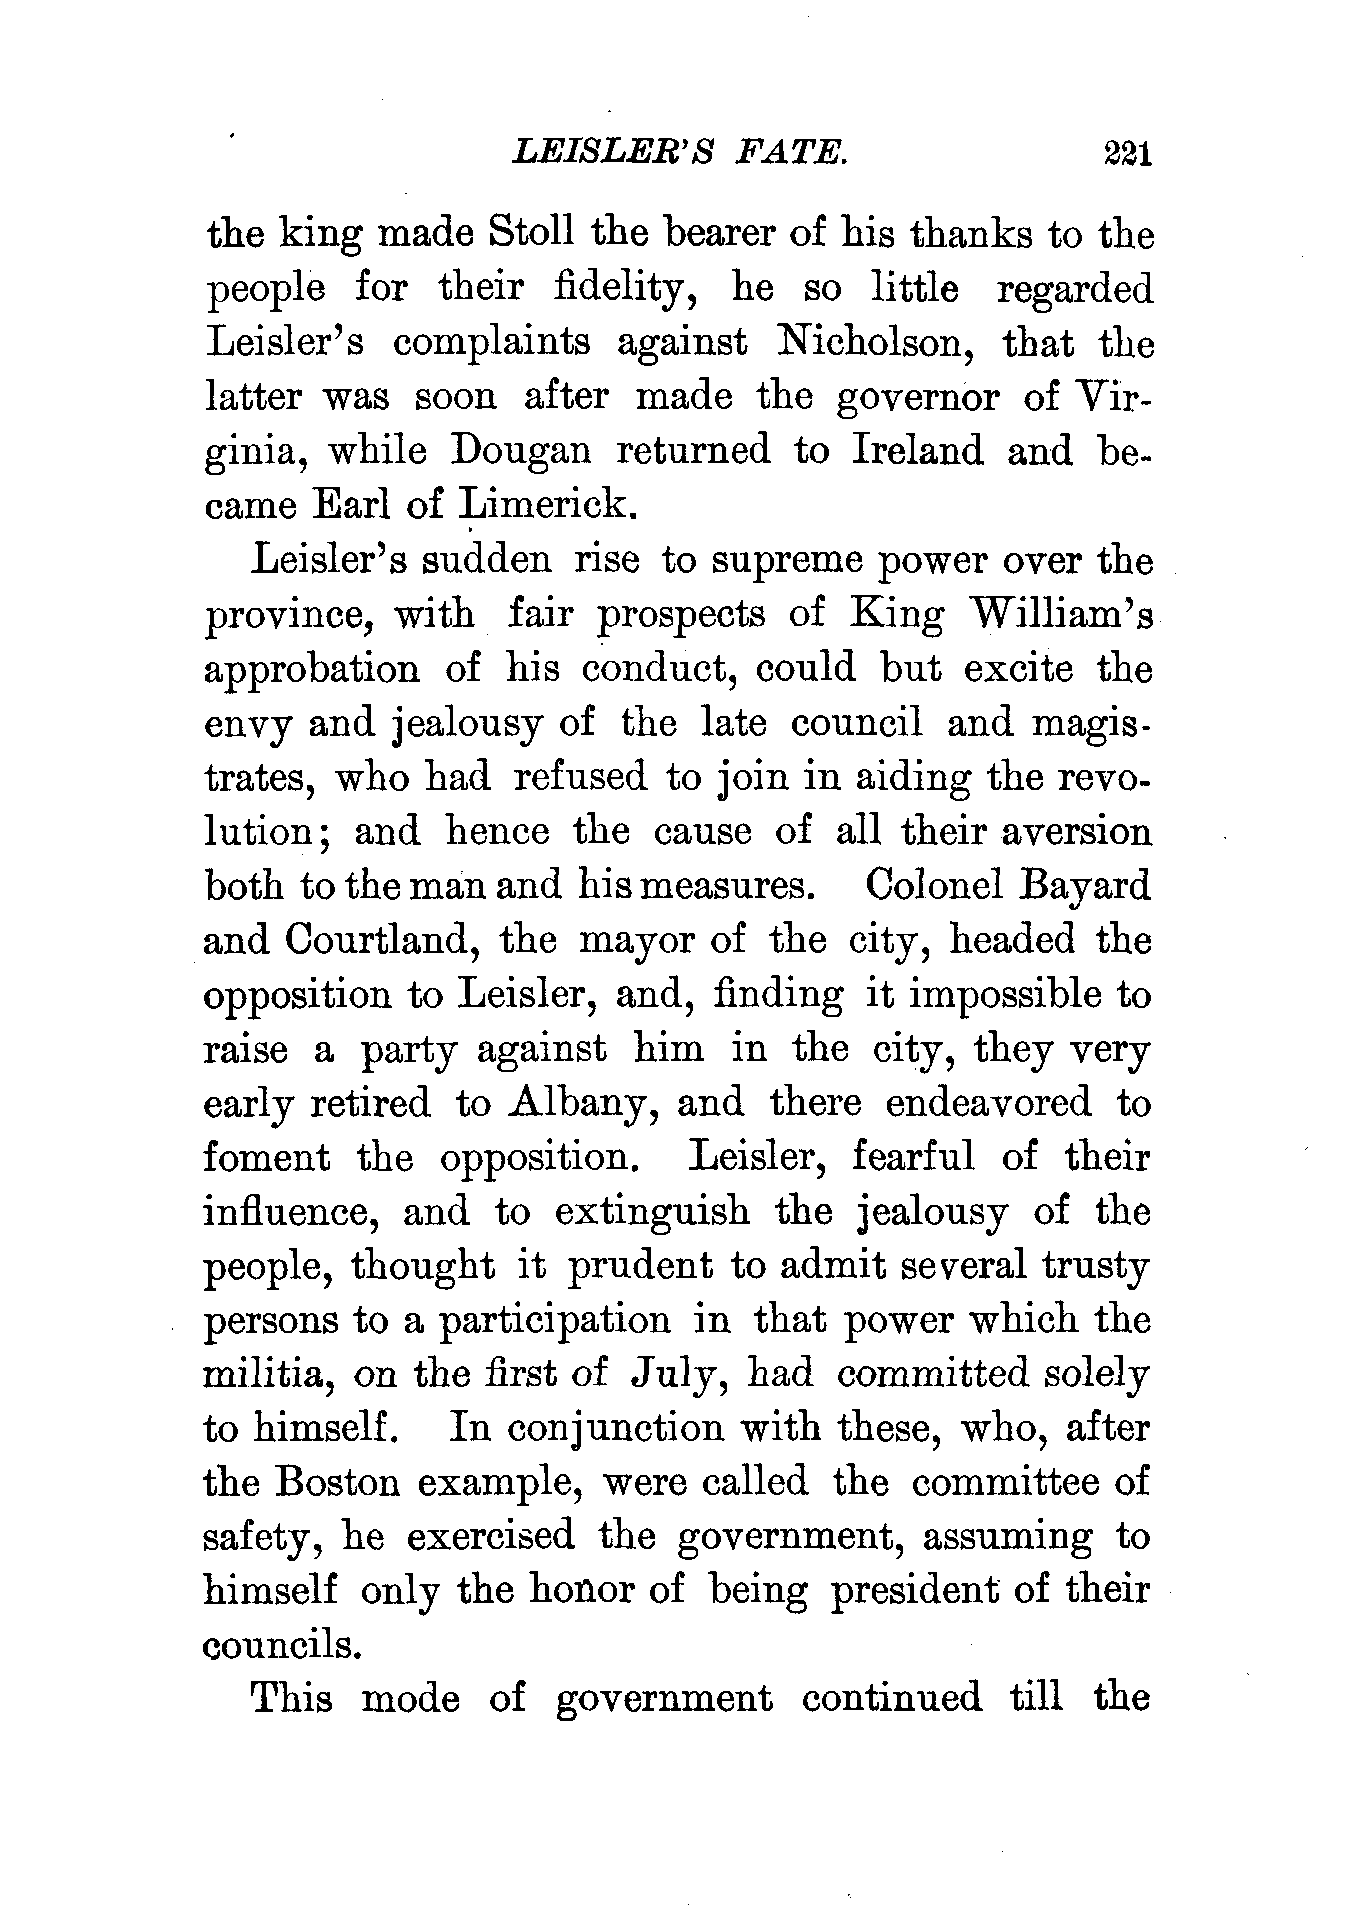 LEISLER'S FATE. 221
the king made Stoll the bearer of his thanks to the
people for their fidelity, he so little regarded
Leisler's complaints against Nicholson, that the
latter was soon after made the governor of Vir-
ginia, while Dougan returned to Ireland and be-
came Earl of Limerick.
Leisler's sudden rise to supreme power over the
province, with fair prospects of King William's
approbation of his conduct, could but excite the
envy and jealousy of the late council and magis-
trates, who had refused to join in aiding the revo-
lution; and hence the cause of all their aversion
both to the man and his measures. Colonel Bayard
and Courtland, the mayor of the city, headed the
opposition to Leisler, and, finding it impossible to
raise a party against him in the city, they very
early retired to Albany, and there endeavored to
foment the opposition. Leisler, fearful of their
influence, and to extinguish the jealousy of the
people, thought it prudent to admit several trusty
persons to a participation in that power which the
militia, on the first of July, had committed solely
to himself. In conjunction with these, who, after
the Boston example, were called the committee of
safety, he exercised the government, assuming to
himself only the honor of being president of their
councils.
This mode of government continued till the